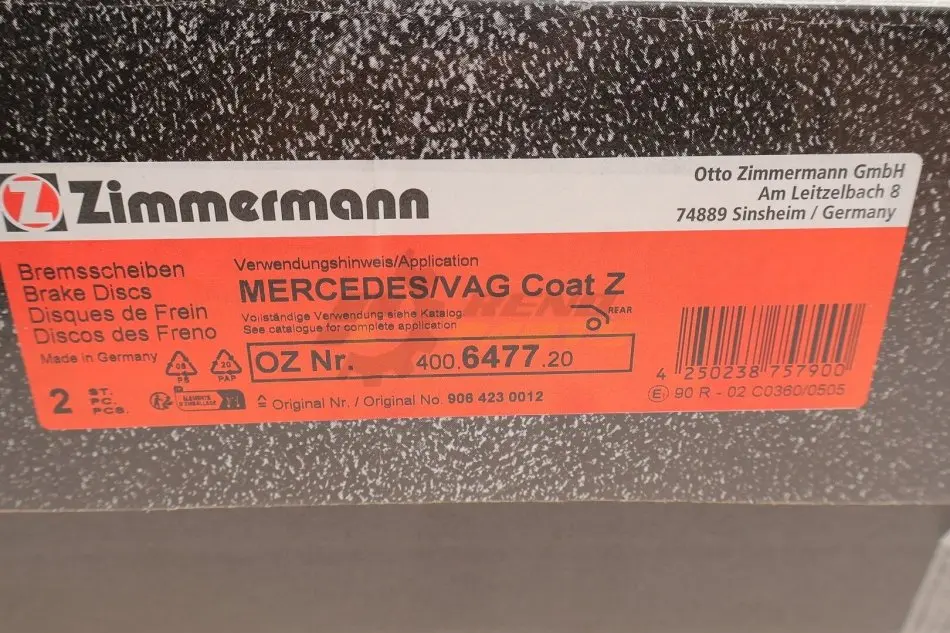 Z Zimmermann
Otto Zimmermann GmbH
Am Leitzelbach 8
74889 Sinsheim / Germany
Bremsscheiben
Brake Discs
Disques de Frein
Discos des Freno
Made in Germany
Verwendungshinweis/Application
MERCEDES/VAG Coat Z
Vollständige Verwendung siehe Katalog
See catalogue for complete application
REAR
OZ Nr. 400.6477.20
20
PAP
2 ST.
PC.
PCS.
≙ Original Nr. / Original No. 906 423 0012
4 250238 757900
E1 90 R - 02 C0360/0505